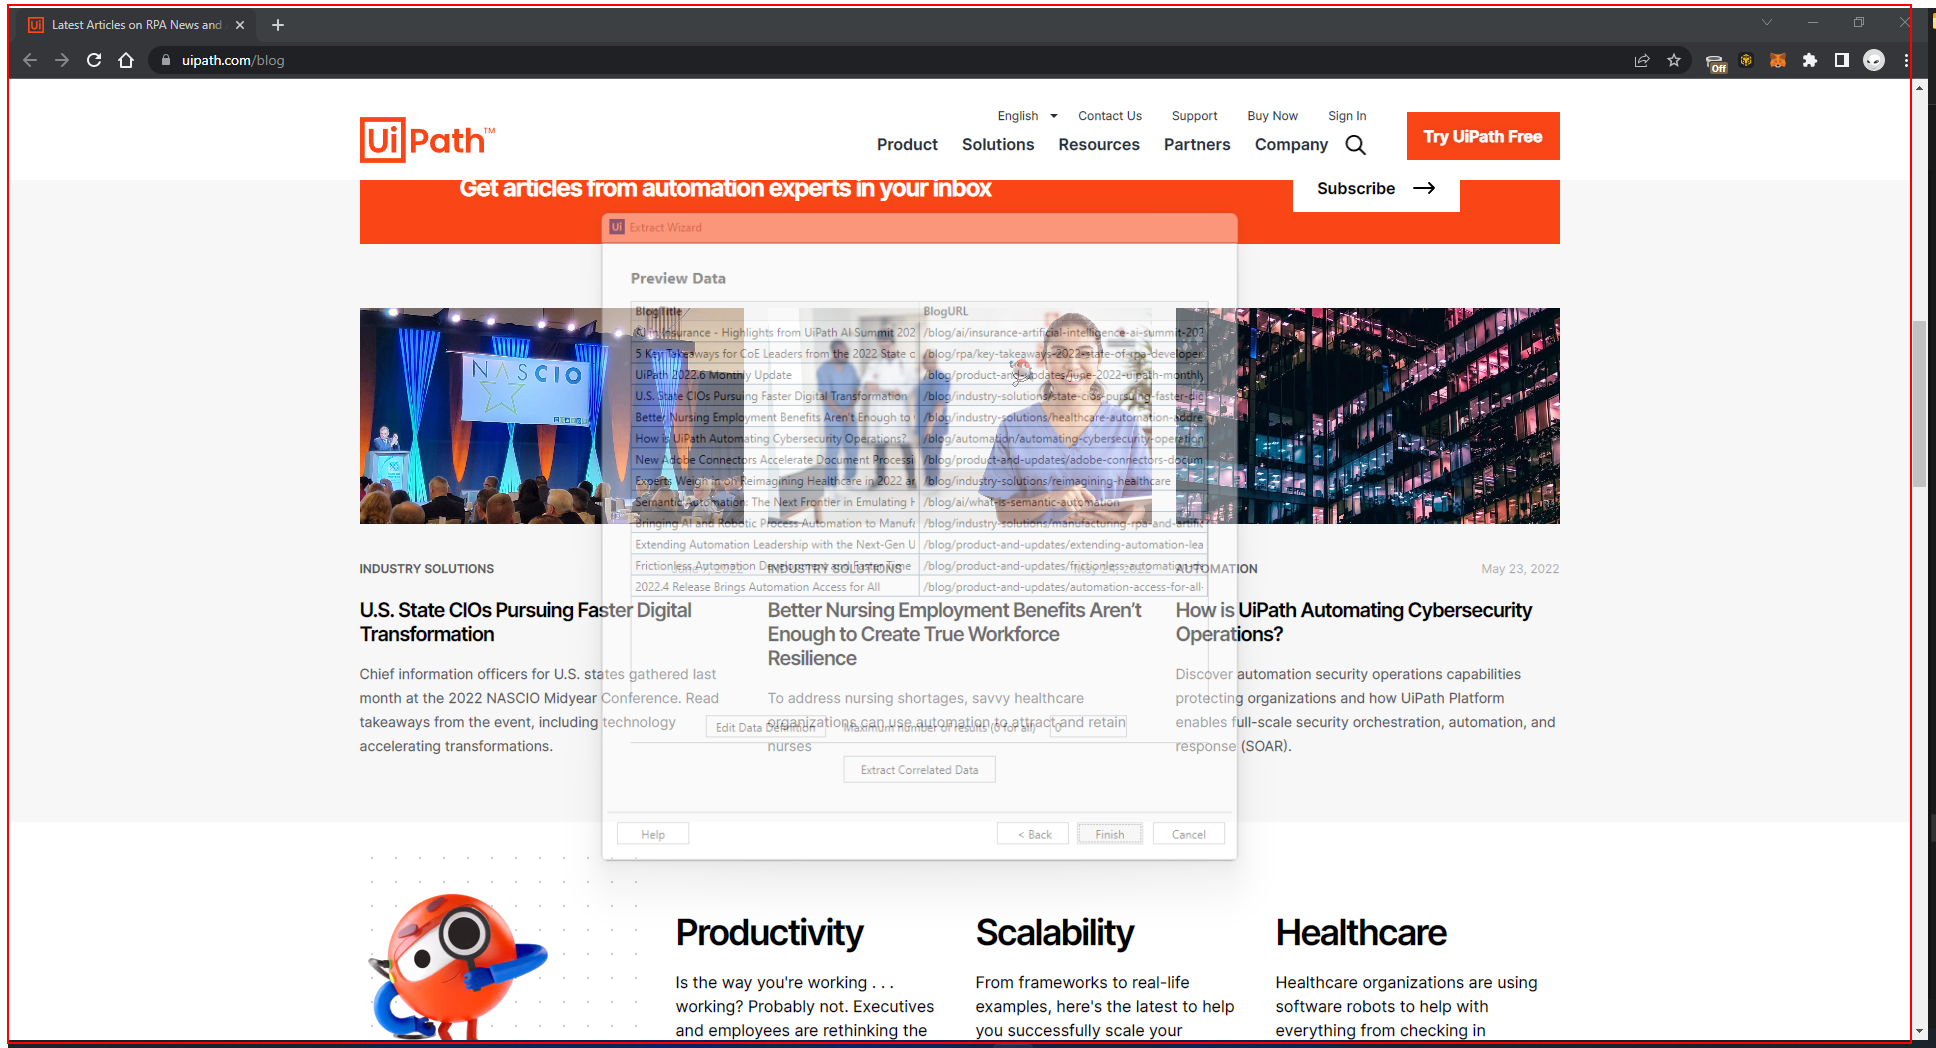 Latest Articles on RPA News and
uipath.com/blog
Off
UiPath™
English
Contact Us
Support
Buy Now
Sign In
Product
Solutions
Resources
Partners
Company
Try UiPath Free
Get articles from automation experts in your inbox
Subscribe
Ui Extract Wizard
Preview Data
BlogTitle BlogURL
AI in Insurance - Highlights from UiPath AI Summit 202 /blog/ai/insurance-artificial-intelligence-ai-summit-202
5 Key Takeaways for CoE Leaders from the 2022 State o /blog/rpa/key-takeaways-2022-state-of-rpa-developer
UiPath 2022.6 Monthly Update /blog/product-and-updates/june-2022-uipath-monthly
U.S. State CIOs Pursuing Faster Digital Transformation /blog/industry-solutions/state-cios-pursuing-faster-dig
Better Nursing Employment Benefits Aren't Enough to /blog/industry-solutions/healthcare-automation-addre
How is UiPath Automating Cybersecurity Operations? /blog/automation/automating-cybersecurity-operation
New Adobe Connectors Accelerate Document Processi /blog/product-and-updates/adobe-connectors-docum
Experts Weigh in on Reimagining Healthcare in 2022 an /blog/industry-solutions/reimagining-healthcare
Semantic Automation: The Next Frontier in Emulating H /blog/ai/what-is-semantic-automation
Bringing AI and Robotic Process Automation to Manufa /blog/industry-solutions/manufacturing-rpa-and-artific
Extending Automation Leadership with the Next-Gen U /blog/product-and-updates/extending-automation-lea
Frictionless Automation Development and Faster Time /blog/product-and-updates/frictionless-automation-de
2022.4 Release Brings Automation Access for All /blog/product-and-updates/automation-access-for-all-
Edit Data Definition Maximum number of results (0 for all) 0
Extract Correlated Data
Help < Back Finish Cancel
NASCIO
INDUSTRY SOLUTIONS
June 7, 2022
U.S. State CIOs Pursuing Faster Digital
Transformation
Chief information officers for U.S. states gathered last
month at the 2022 NASCIO Midyear Conference. Read
takeaways from the event, including technology
accelerating transformations.
INDUSTRY SOLUTIONS
May 24, 2022
Better Nursing Employment Benefits Aren’t
Enough to Create True Workforce
Resilience
To address nursing shortages, savvy healthcare
organizations can use automation to attract and retain
nurses
AUTOMATION
May 23, 2022
How is UiPath Automating Cybersecurity
Operations?
Discover automation security operations capabilities
protecting organizations and how UiPath Platform
enables full-scale security orchestration, automation, and
response (SOAR).
Productivity
Is the way you're working . . .
working? Probably not. Executives
and employees are rethinking the
Scalability
From frameworks to real-life
examples, here's the latest to help
you successfully scale your
Healthcare
Healthcare organizations are using
software robots to help with
everything from checking in